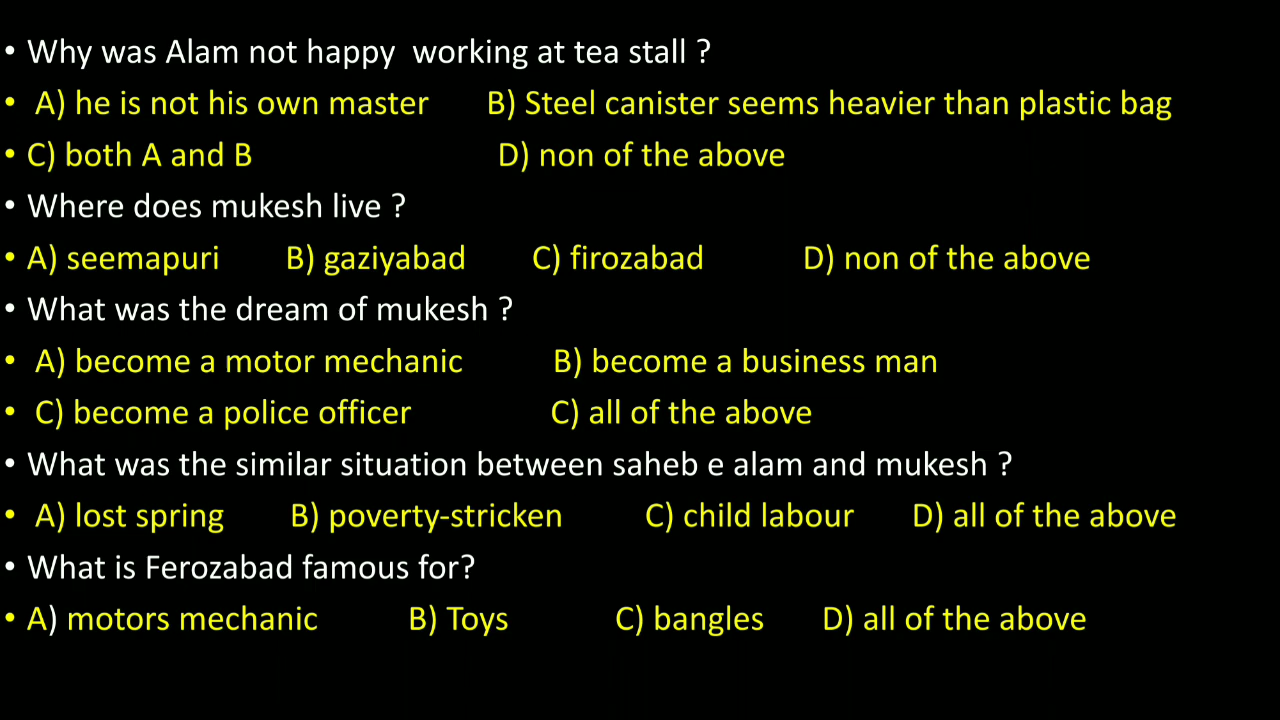 • Why was Alam not happy  working at tea stall ?
• A) he is not his own master       B) Steel canister seems heavier than plastic bag
• C) both A and B                              D) non of the above
• Where does mukesh live ?
• A) seemapuri        B) gaziyabad        C) firozabad            D) non of the above
• What was the dream of mukesh ?
• A) become a motor mechanic           B) become a business man
• C) become a police officer                 C) all of the above
• What was the similar situation between saheb e alam and mukesh ?
• A) lost spring        B) poverty-stricken          C) child labour       D) all of the above
• What is Ferozabad famous for?
• A) motors mechanic           B) Toys             C) bangles       D) all of the above